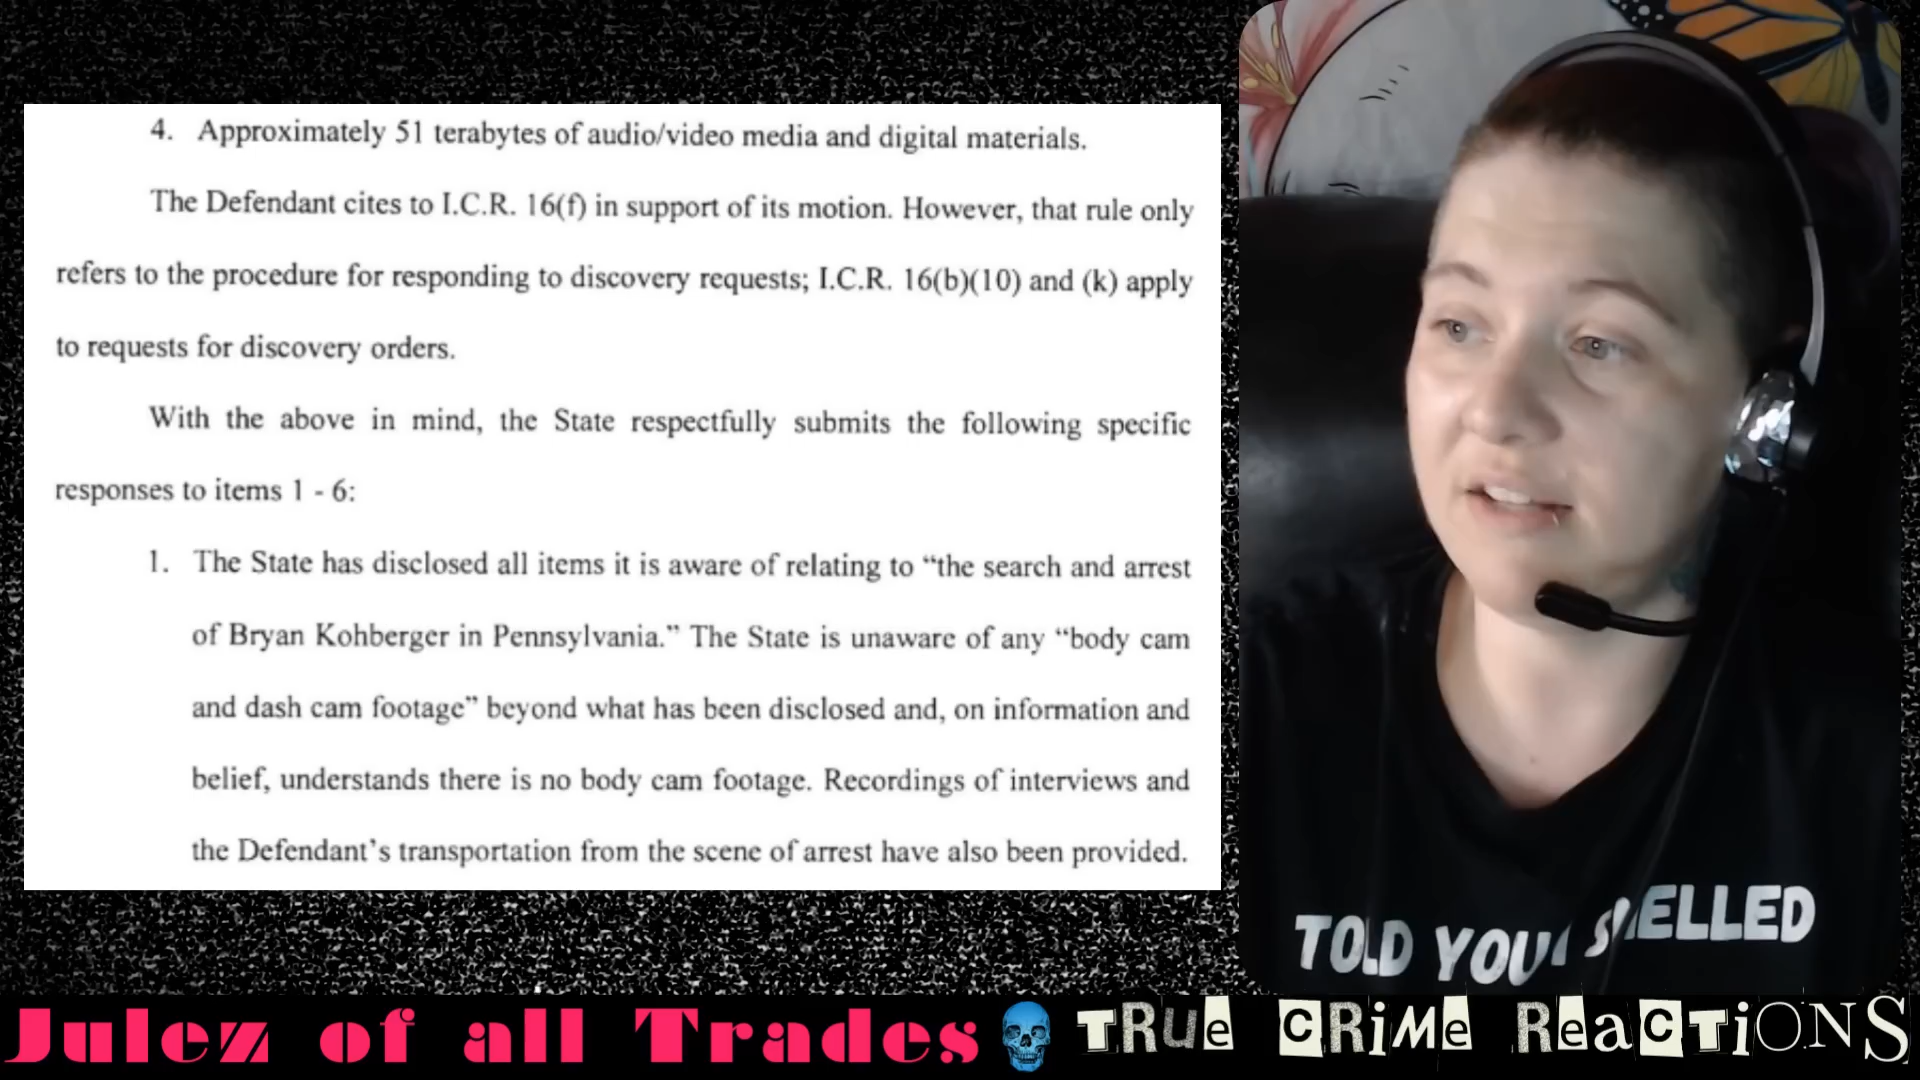 4. Approximately 51 terabytes of audio/video media and digital materials.
The Defendant cites to I.C.R. 16(f) in support of its motion. However, that rule only
refers to the procedure for responding to discovery requests; I.C.R. 16(b)(10) and (k) apply
to requests for discovery orders.
With the above in mind, the State respectfully submits the following specific
responses to items 1 - 6:
1. The State has disclosed all items it is aware of relating to “the search and arrest
of Bryan Kohberger in Pennsylvania.” The State is unaware of any “body cam
and dash cam footage” beyond what has been disclosed and, on information and
belief, understands there is no body cam footage. Recordings of interviews and
the Defendant’s transportation from the scene of arrest have also been provided.
TOLD YOU SMELLED
Julez of all Trades TRUe CRiMe ReacTiONS